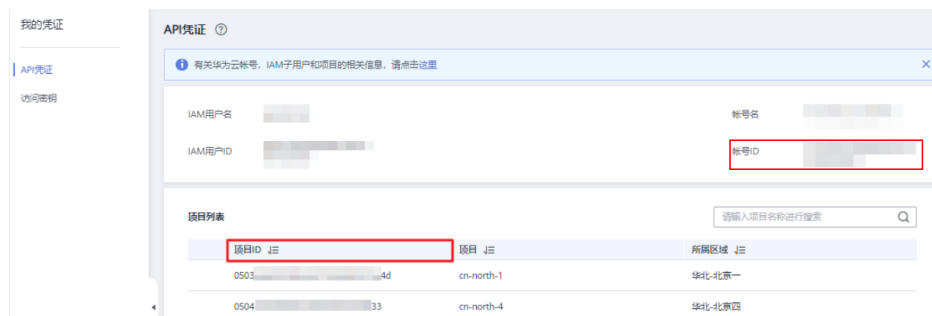 我的凭证
API凭证
访问密钥
API凭证 ?
有关华为云帐号，IAM子用户和项目的相关信息，请点击这里
IAM用户名
帐号名
IAM用户ID
帐号ID
项目列表
请输入项目名称进行搜索
项目ID 项目 所属区域
0503 4d cn-north-1 华北-北京一
0504 33 cn-north-4 华北-北京四